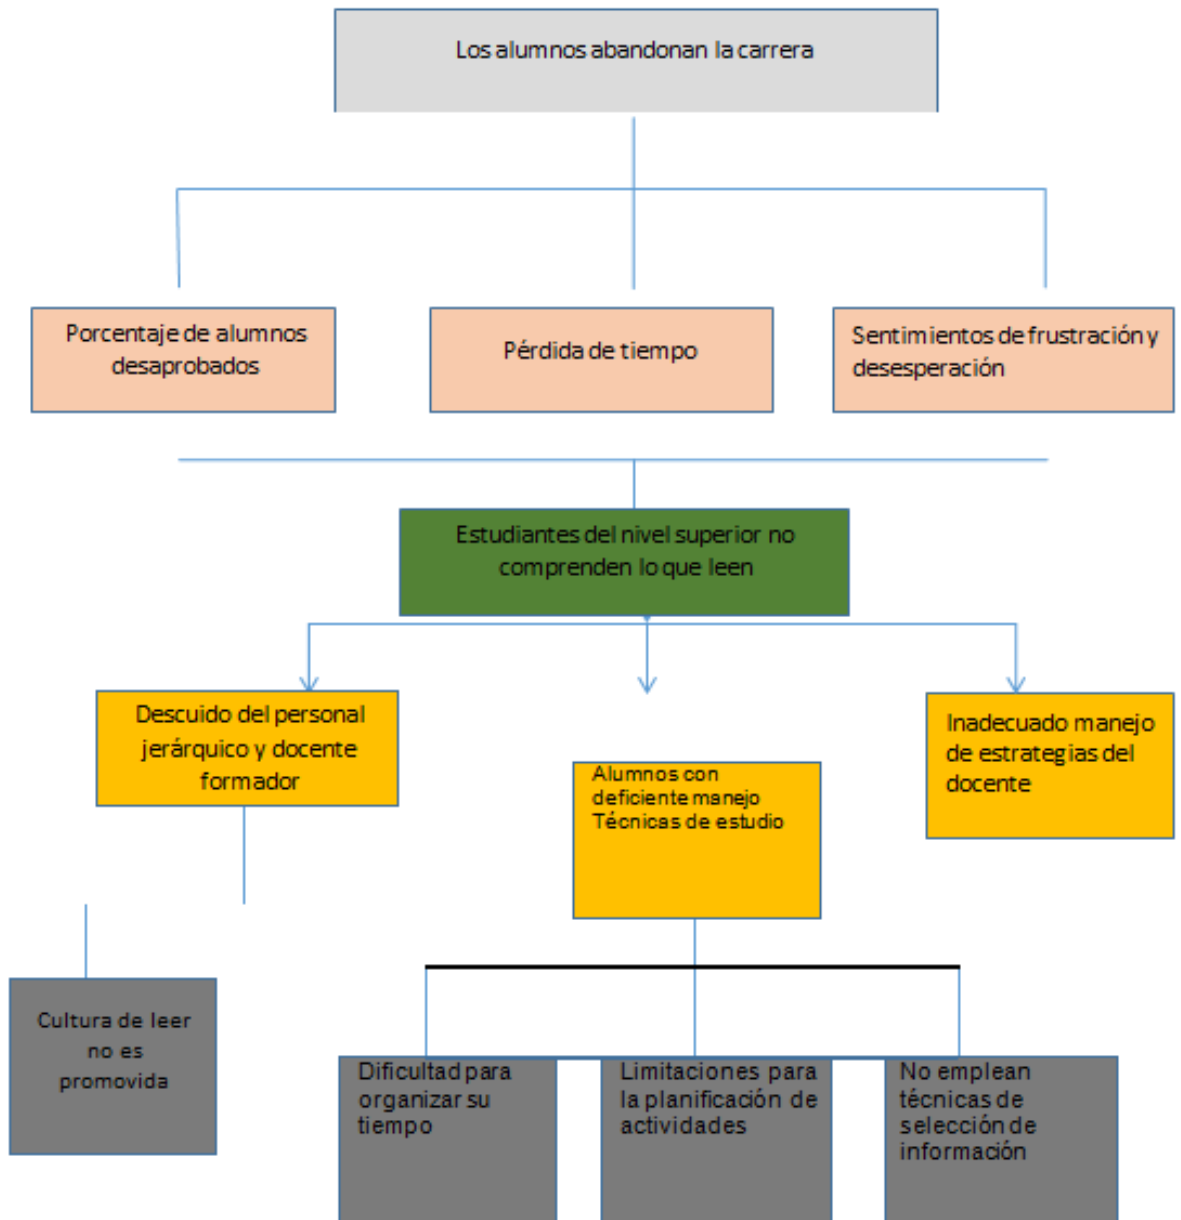 Los alumnos abandonan la carrera
Porcentaje de alumnos
desaprobados
Pérdida de tiempo
Sentimientos de frustración y
desesperación
Estudiantes del nivel superior no
comprenden lo que leen
Descuido del personal
jerárquico y docente
formador
Alumnos con
deficiente manejo
Técnicas de estudio
Inadecuado manejo
de estrategias del
docente
Cultura de leer
no es
promovida
Dificultad para
organizar su
tiempo
Limitaciones para
la planificación de
actividades
No emplean
técnicas de
selección de
información